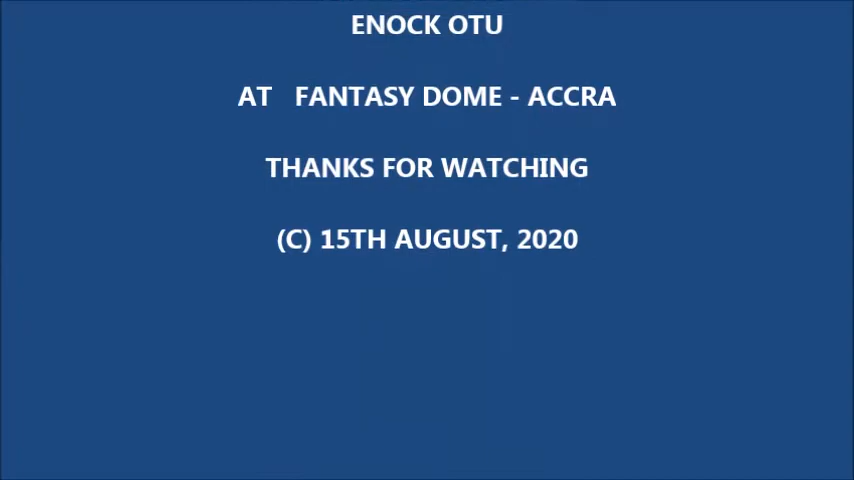 ENOCK OTU
AT FANTASY DOME - ACCRA
THANKS FOR WATCHING
(C) 15TH AUGUST, 2020